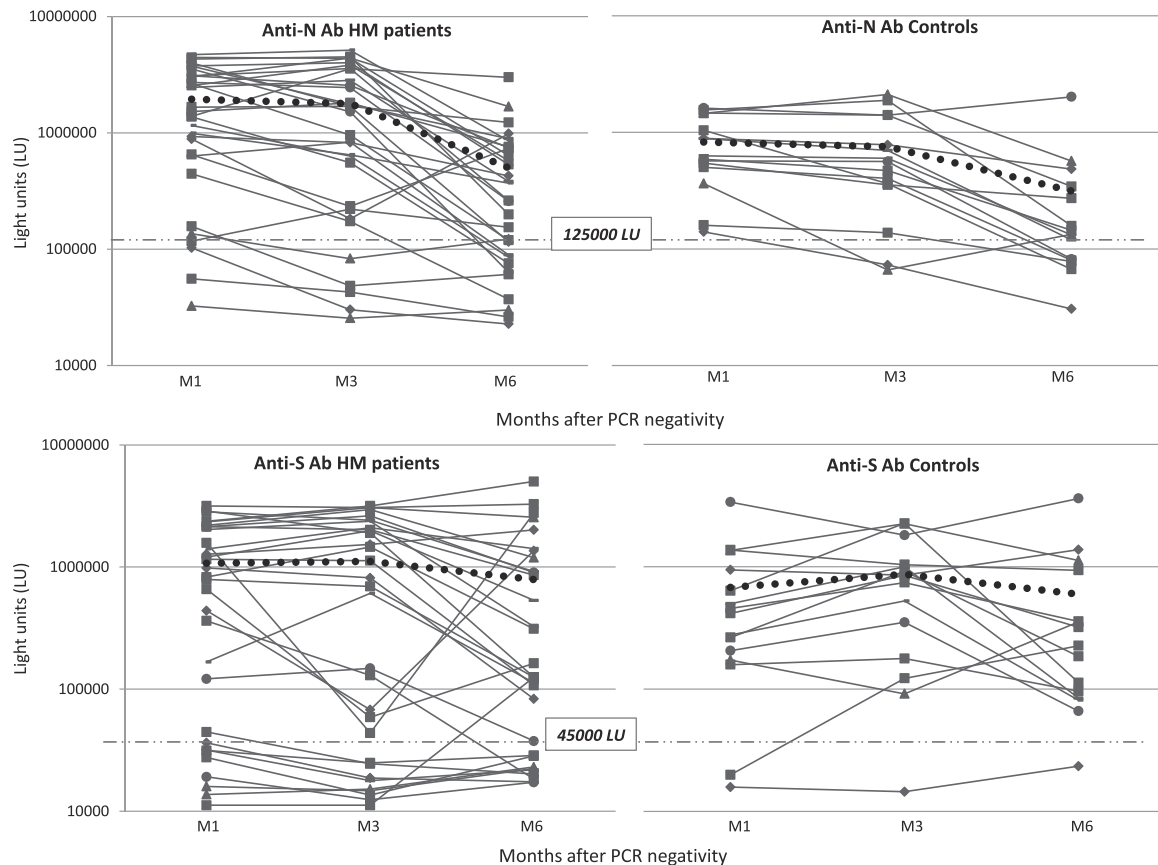 Anti-N Ab HM patients
Anti-N Ab Controls
Light units (LU)
10000000
1000000
100000
10000
125000 LU
M1 M3 M6
M1 M3 M6
Months after PCR negativity
Anti-S Ab HM patients
Anti-S Ab Controls
Light units (LU)
10000000
1000000
100000
10000
45000 LU
M1 M3 M6
M1 M3 M6
Months after PCR negativity